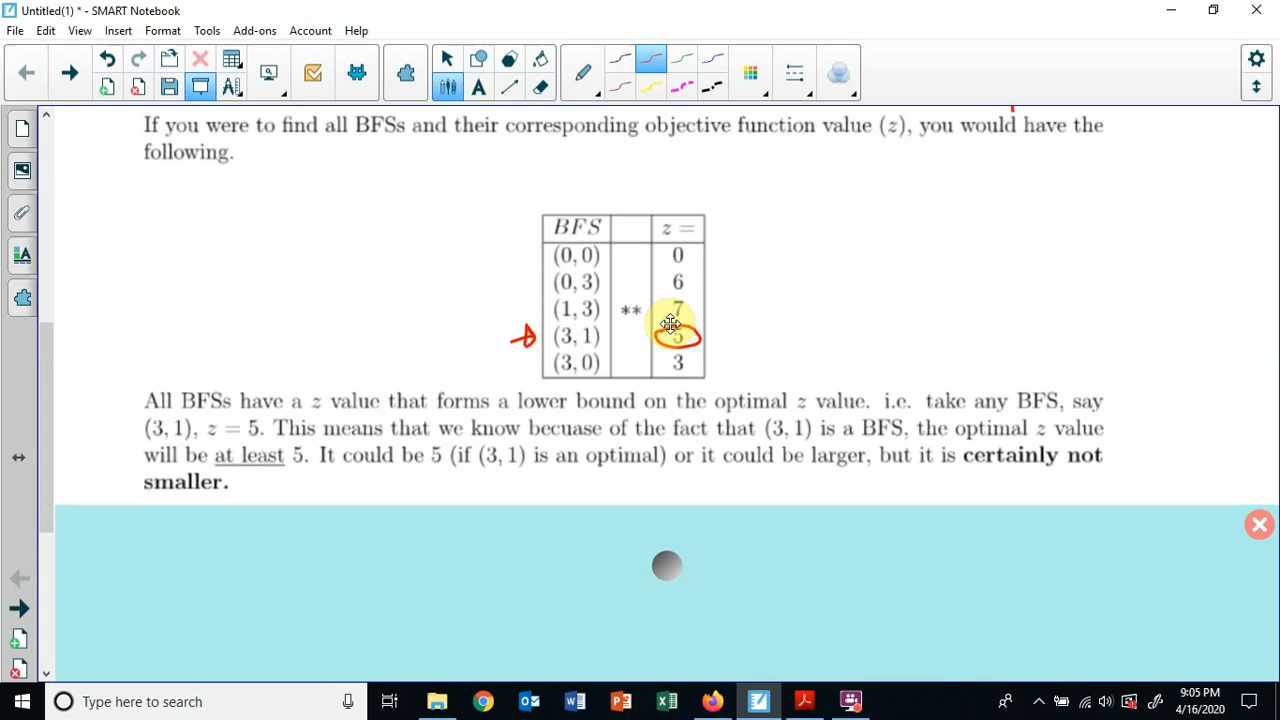 Untitled(1) * - SMART Notebook
File Edit View Insert Format Tools Add-ons Account Help
If you were to find all BFSs and their corresponding objective function value (z), you would have the
following.
BFS z =
(0, 0) 0
(0, 3) 6
(1, 3) ** 7
(3, 1) 5
(3, 0) 3
All BFSs have a z value that forms a lower bound on the optimal z value. i.e. take any BFS, say
(3, 1), z = 5. This means that we know becuase of the fact that (3, 1) is a BFS, the optimal z value
will be at least 5. It could be 5 (if (3, 1) is an optimal) or it could be larger, but it is certainly not
smaller.
Type here to search
9:05 PM
4/16/2020